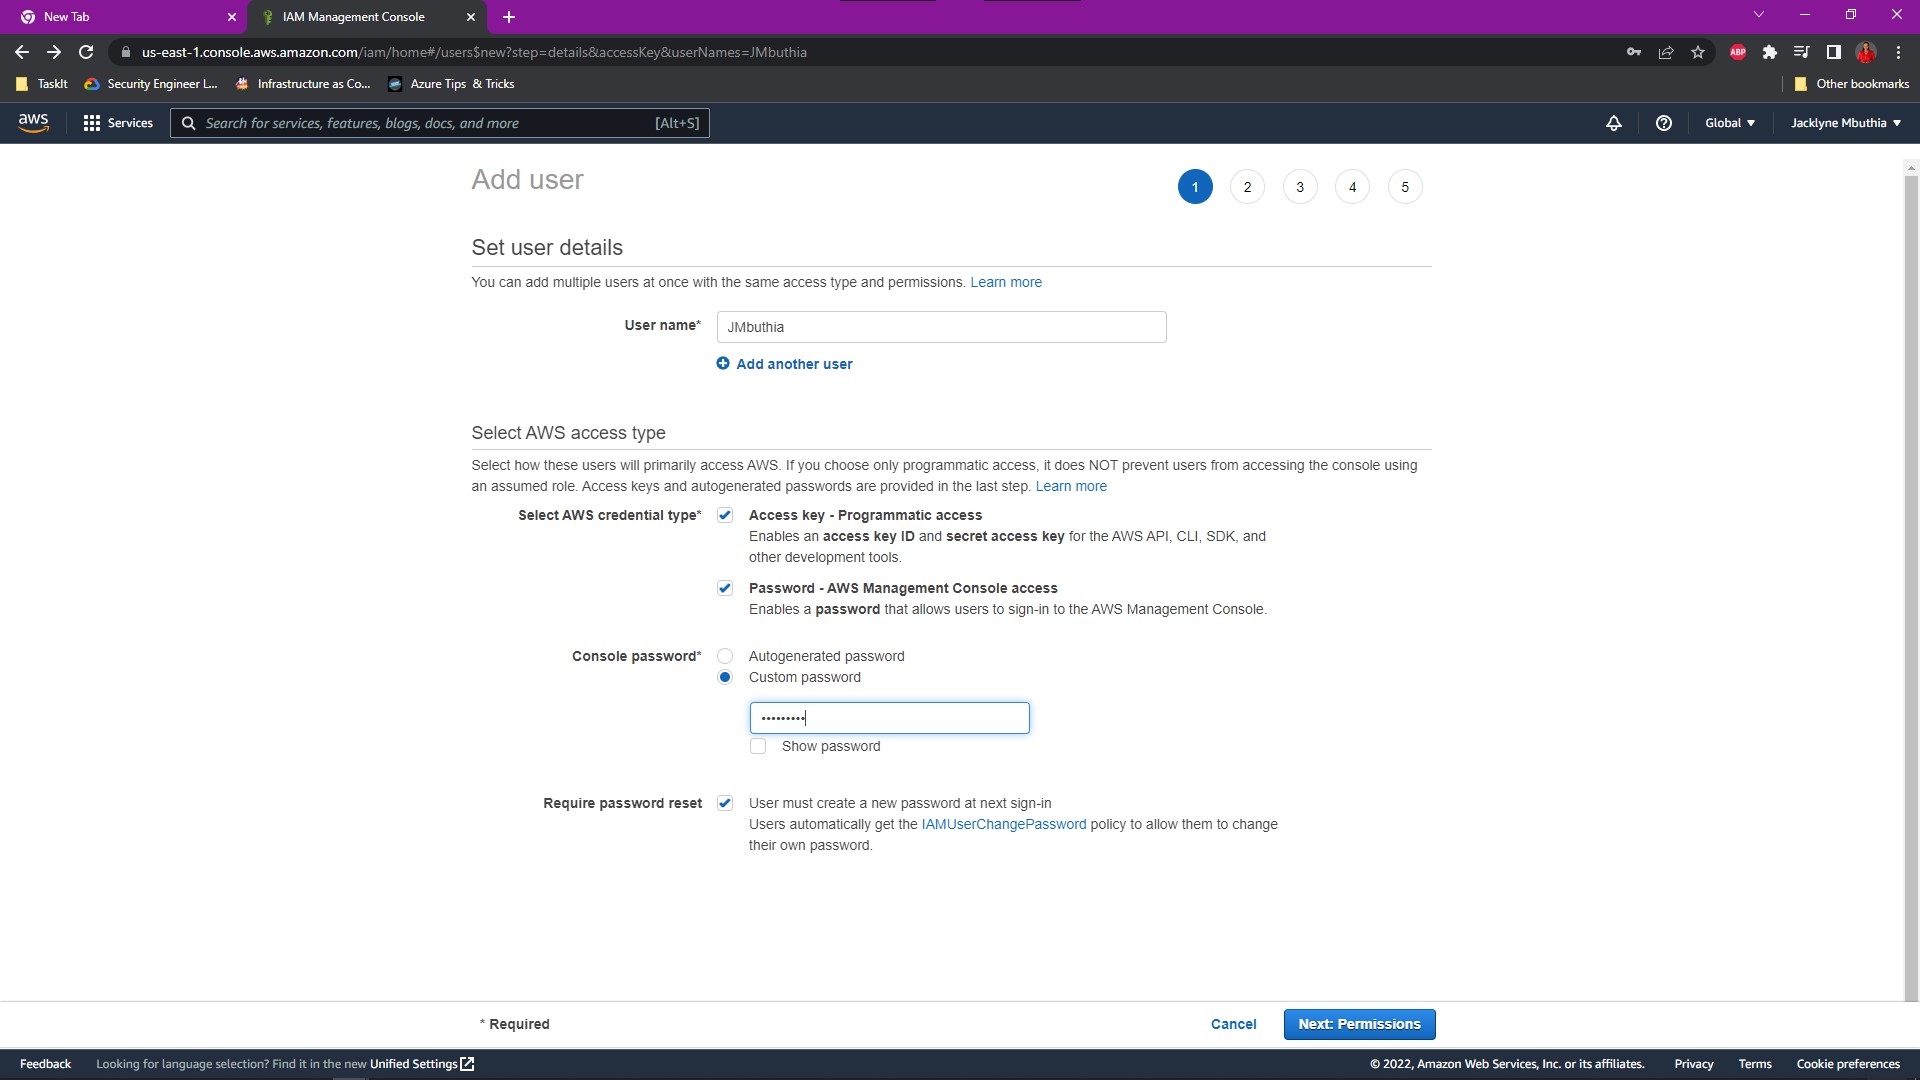 New Tab
IAM Management Console
us-east-1.console.aws.amazon.com/iam/home#/users$new?step=details&accessKey&userNames=JMbuthia
ABP
TaskIt
Security Engineer L...
Infrastructure as Co...
Azure Tips & Tricks
Other bookmarks
aws
Services
Search for services, features, blogs, docs, and more
[Alt+S]
Global
Jacklyne Mbuthia
Add user
1
2
3
4
5
Set user details
You can add multiple users at once with the same access type and permissions. Learn more
User name*
JMbuthia
Add another user
Select AWS access type
Select how these users will primarily access AWS. If you choose only programmatic access, it does NOT prevent users from accessing the console using
an assumed role. Access keys and autogenerated passwords are provided in the last step. Learn more
Select AWS credential type*
Access key - Programmatic access
Enables an access key ID and secret access key for the AWS API, CLI, SDK, and
other development tools.
Password - AWS Management Console access
Enables a password that allows users to sign-in to the AWS Management Console.
Console password*
Autogenerated password
Custom password
•••••••••
Show password
Require password reset
User must create a new password at next sign-in
Users automatically get the IAMUserChangePassword policy to allow them to change
their own password.
* Required
Cancel
Next: Permissions
Feedback
Looking for language selection? Find it in the new Unified Settings
© 2022, Amazon Web Services, Inc. or its affiliates.
Privacy
Terms
Cookie preferences